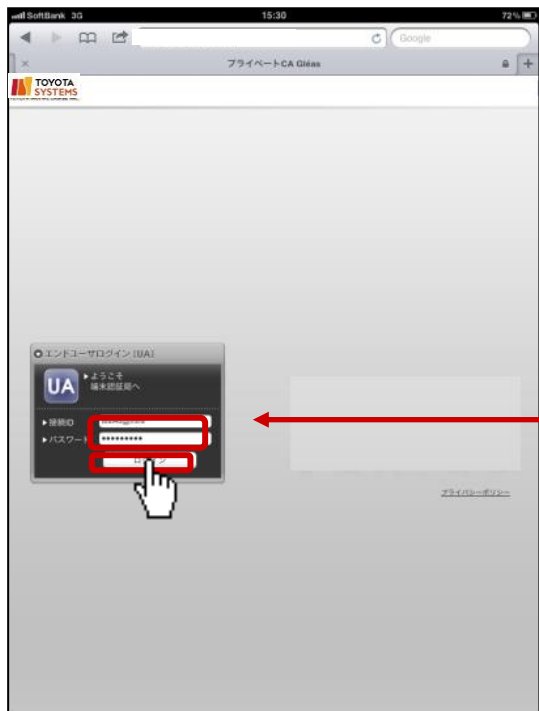 SoftBank 3G 15:30 72%
Google
プライベートCA Gléas
TOYOTA
SYSTEMS
エンドユーザログイン [UA]
UA
ようこそ
端末認証局へ
接続ID
パスワード
プライバシーポリシー